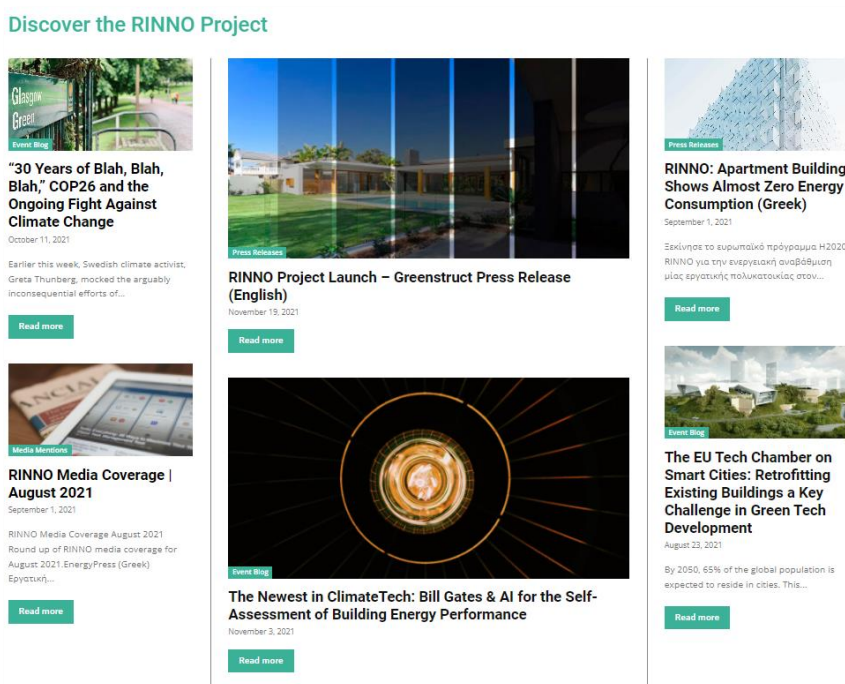 Discover the RINNO Project
Glasgow
Green
Event Blog
“30 Years of Blah, Blah,
Blah,” COP26 and the
Ongoing Fight Against
Climate Change
October 11, 2021
Earlier this week, Swedish climate activist,
Greta Thunberg, mocked the arguably
inconsequential efforts of...
Read more
ANCIAL
Media Mentions
RINNO Media Coverage |
August 2021
September 1, 2021
RINNO Media Coverage August 2021
Round up of RINNO media coverage for
August 2021.EnergyPress (Greek)
Εργατική...
Read more
Press Releases
RINNO Project Launch – Greenstruct Press Release
(English)
November 19, 2021
Read more
Event Blog
The Newest in ClimateTech: Bill Gates & AI for the Self-
Assessment of Building Energy Performance
November 3, 2021
Read more
Press Releases
RINNO: Apartment Building
Shows Almost Zero Energy
Consumption (Greek)
September 1, 2021
Ξεκίνησε το ευρωπαϊκό πρόγραμμα H2020
RINNO για την ενεργειακή αναβάθμιση
μίας εργατικής πολυκατοικίας στον...
Read more
Event Blog
The EU Tech Chamber on
Smart Cities: Retrofitting
Existing Buildings a Key
Challenge in Green Tech
Development
August 23, 2021
By 2050, 65% of the global population is
expected to reside in cities. This...
Read more